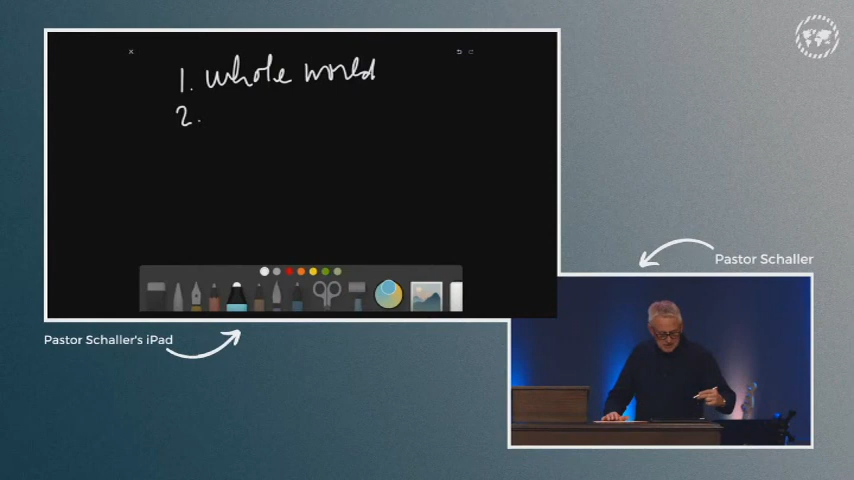 1. whole world
2.
Pastor Schaller
Pastor Schaller's iPad